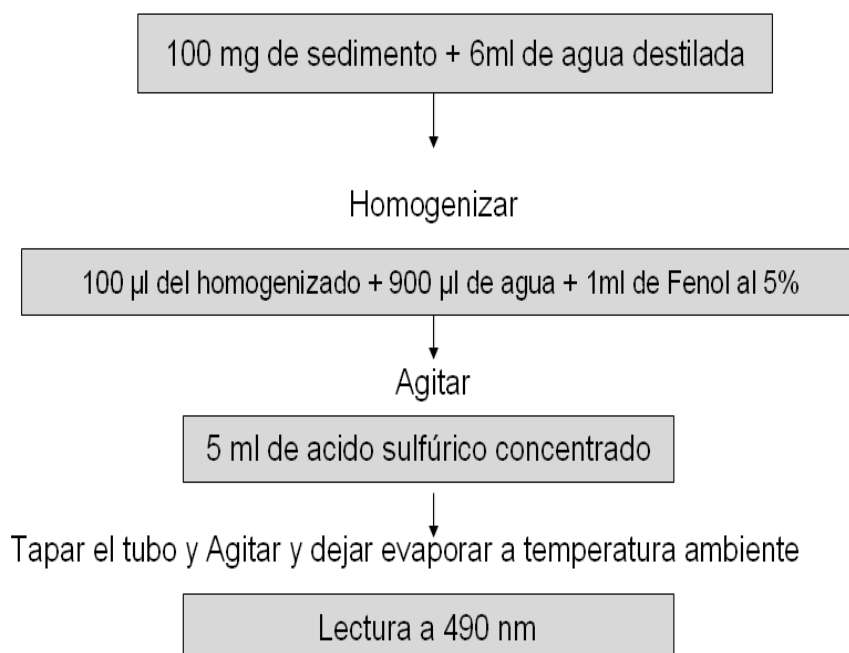 100 mg de sedimento + 6ml de agua destilada
Homogenizar
100 µl del homogenizado + 900 µl de agua + 1ml de Fenol al 5%
Agitar
5 ml de acido sulfúrico concentrado
Tapar el tubo y Agitar y dejar evaporar a temperatura ambiente
Lectura a 490 nm